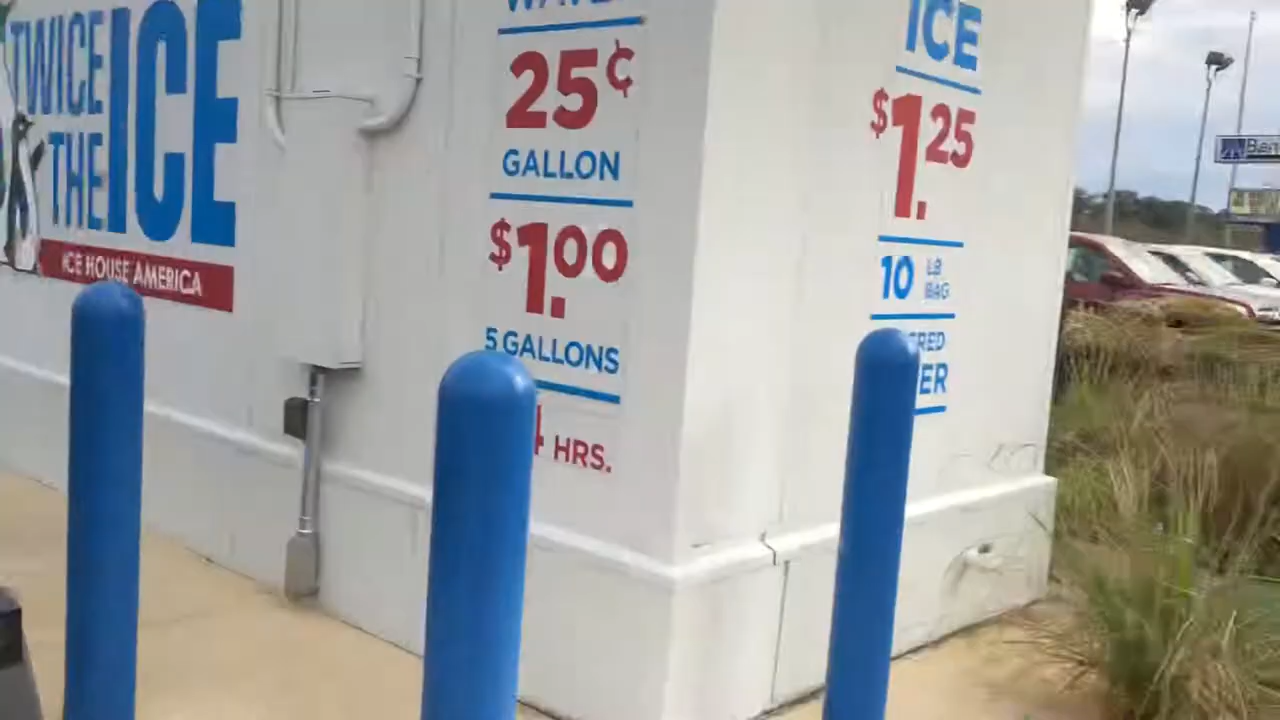 TWICE
THE
ICE
ICE HOUSE AMERICA
WATER
25¢
GALLON
$1.00
5 GALLONS
HRS.
ICE
$1.25
10 LB
BAG